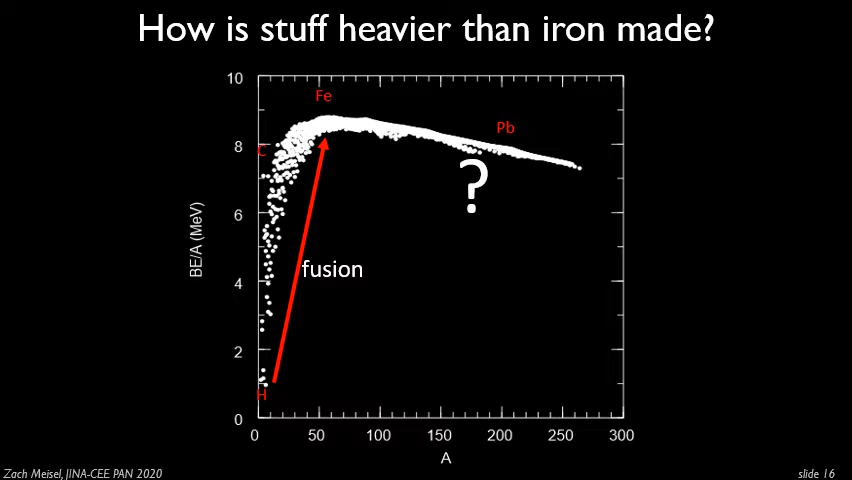 How is stuff heavier than iron made?
10
Fe
Pb
8
C
?
6
BE/A (MeV)
fusion
4
2
H
0
0 50 100 150 200 250 300
A
Zach Meisel, JINA-CEE PAN 2020
slide 16